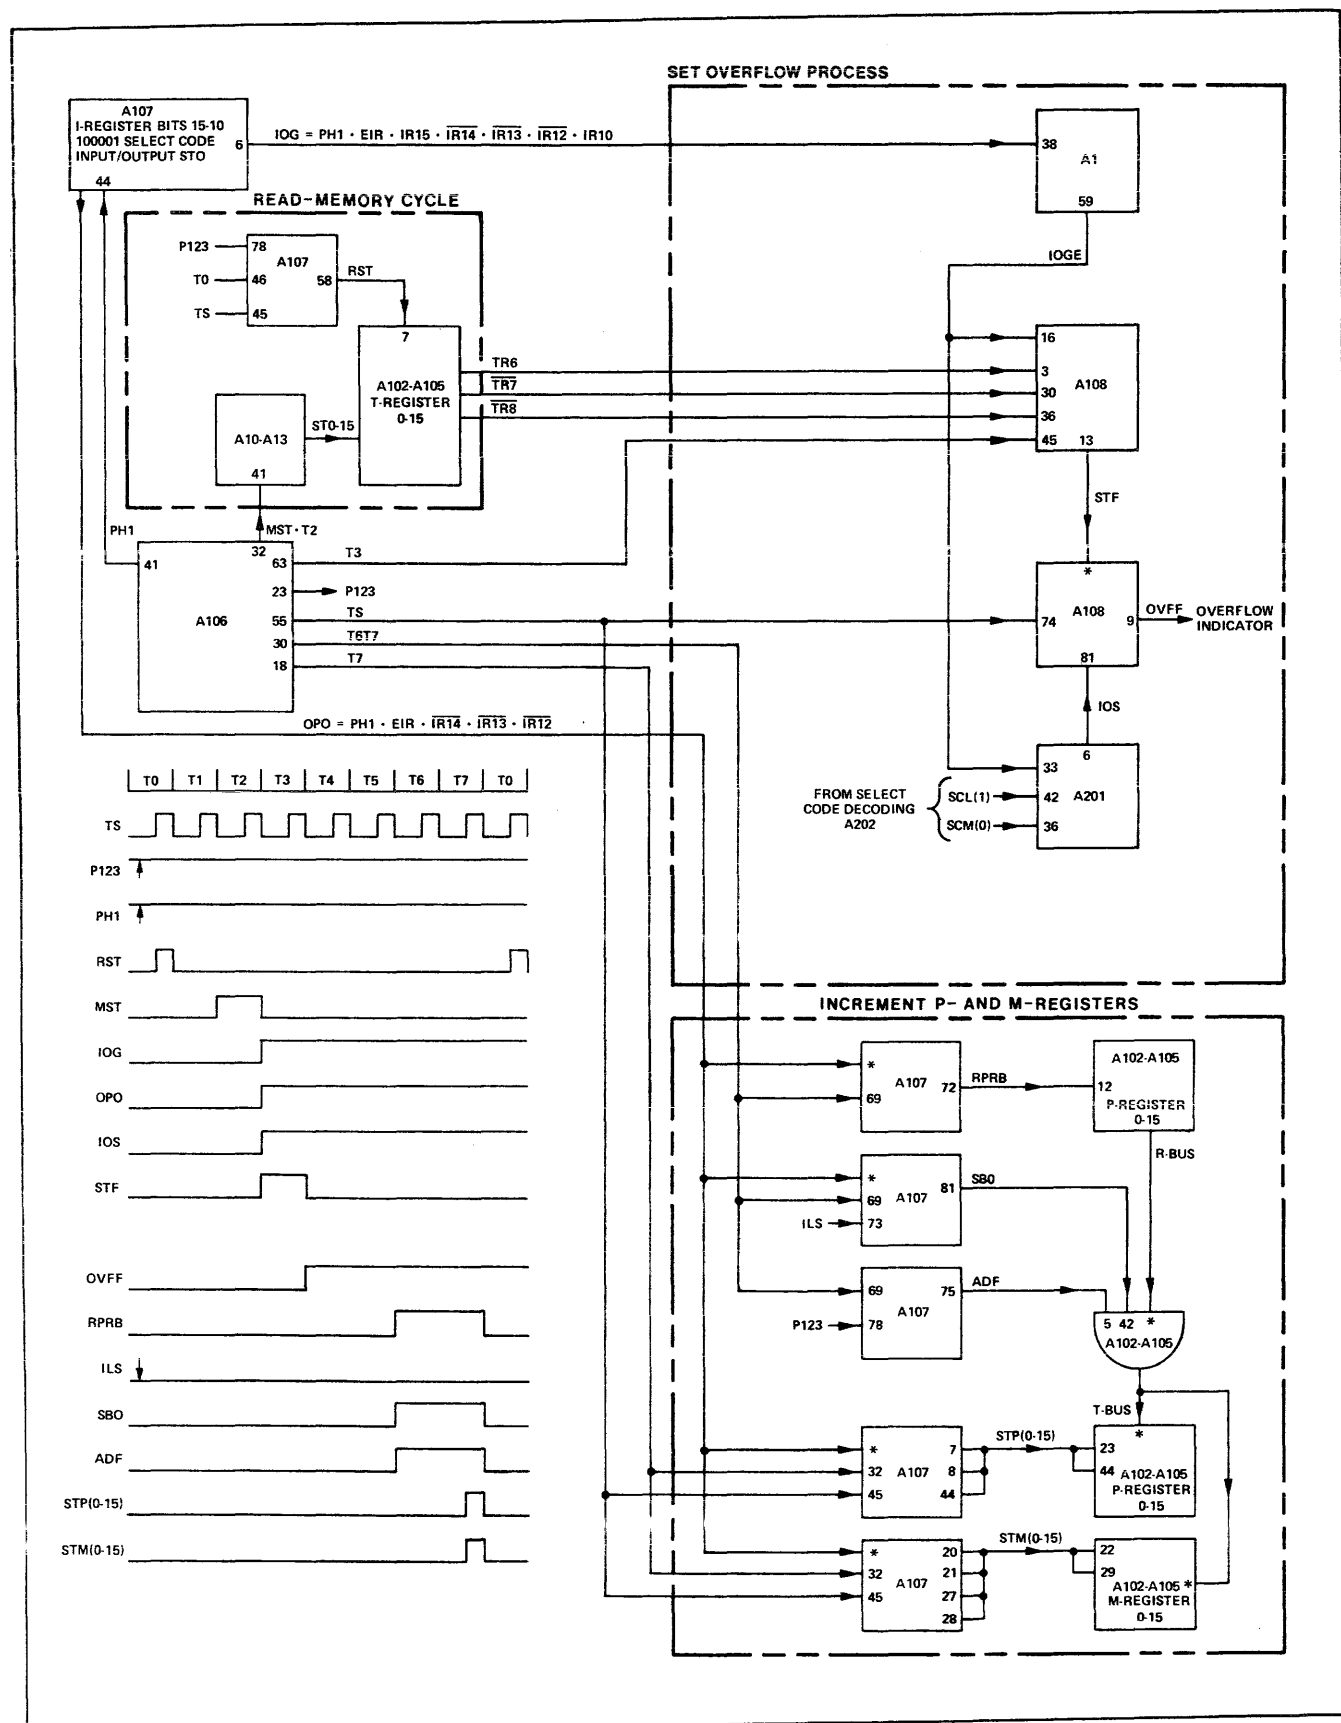 SET OVERFLOW PROCESS
A107
I-REGISTER BITS 15-10
100001 SELECT CODE
INPUT/OUTPUT STO
6
44
IOG = PH1 · EIR · IR15 · IR14 · IR13 · IR12 · IR10
38
A1
59
IOGE
READ-MEMORY CYCLE
P123
78
A107
T0
46
58
RST
TS
45
7
A102-A105
T-REGISTER
0-15
TR6
TR7
TR8
A10-A13
ST0-15
41
16
3
30
36
45
A108
13
STF
PH1
MST · T2
32
41
63
T3
23
P123
A106
55
TS
30
T6T7
18
T7
*
74
A108
9
OVFF
OVERFLOW
INDICATOR
81
IOS
OPO = PH1 · EIR · IR14 · IR13 · IR12
6
33
A201
FROM SELECT
CODE DECODING
A202
SCL(1)
42
SCM(0)
36
T0 T1 T2 T3 T4 T5 T6 T7 T0
TS
P123
PH1
RST
MST
IOG
OPO
IOS
STF
OVFF
RPRB
ILS
SBO
ADF
STP(0-15)
STM(0-15)
INCREMENT P- AND M-REGISTERS
*
A107
69
72
RPRB
A102-A105
12
P-REGISTER
0-15
R-BUS
*
69
A107
81
SBO
ILS
73
69
75
ADF
A107
P123
78
5 42 *
A102-A105
T-BUS
*
7
32
A107
8
45
44
STP(0-15)
*
23
44
A102-A105
P-REGISTER
0-15
*
20
32
A107
21
45
27
28
STM(0-15)
22
29
A102-A105 *
M-REGISTER
0-15